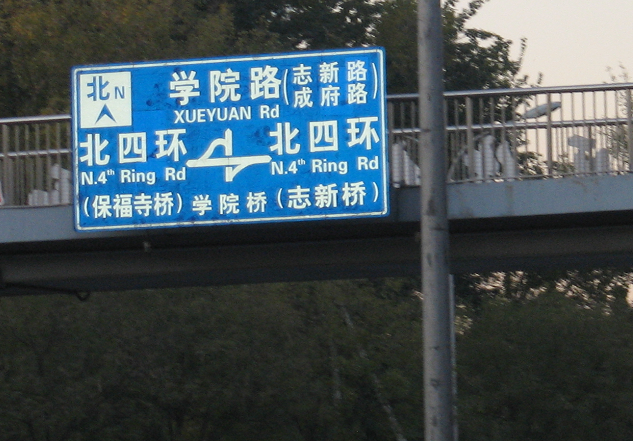 北 N
学院路(志新路 成府路)
XUEYUAN Rd
北四环 北四环
N.4th Ring Rd N.4th Ring Rd
(保福寺桥) 学院桥 (志新桥)